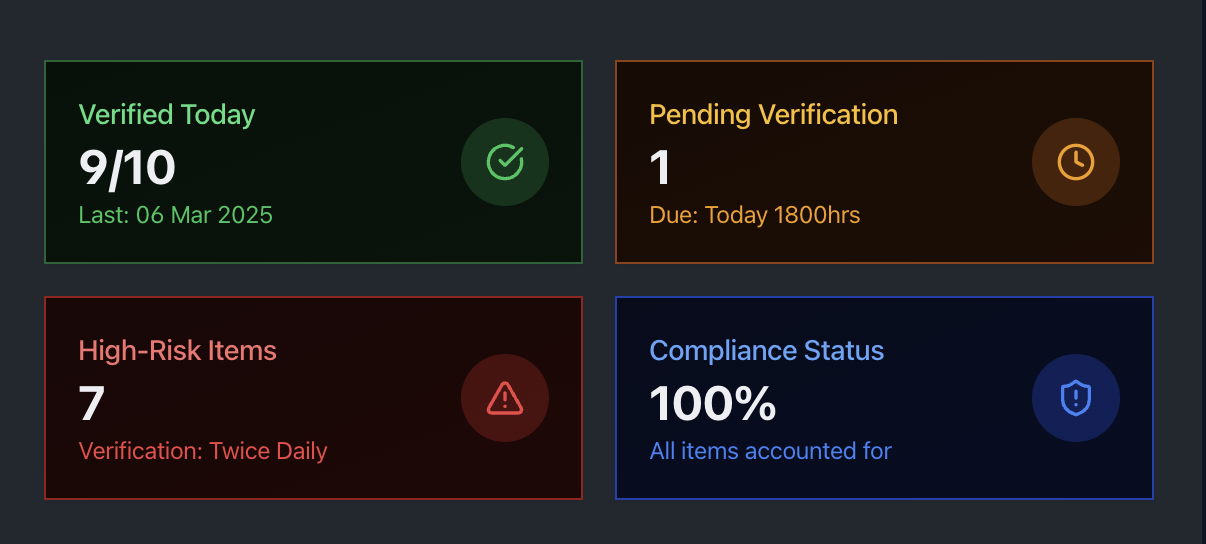 Verified Today
9/10
Last: 06 Mar 2025
Pending Verification
1
Due: Today 1800hrs
High-Risk Items
7
Verification: Twice Daily
Compliance Status
100%
All items accounted for